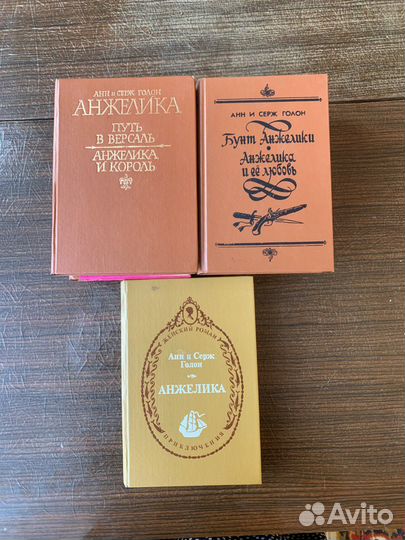 АНН и СЕРЖ ГОЛОН
АНЖЕЛИКА
ПУТЬ
В ВЕРСАЛЬ
АНЖЕЛИКА
И КОРОЛЬ
АНН И СЕРЖ ГОЛОН
Бунт Анжелики
Анжелика
и её любовь
ЖЕНСКИЙ РОМАН
Анн и Серж
Голон
АНЖЕЛИКА
ПРИКЛЮЧЕНИЯ
Avito